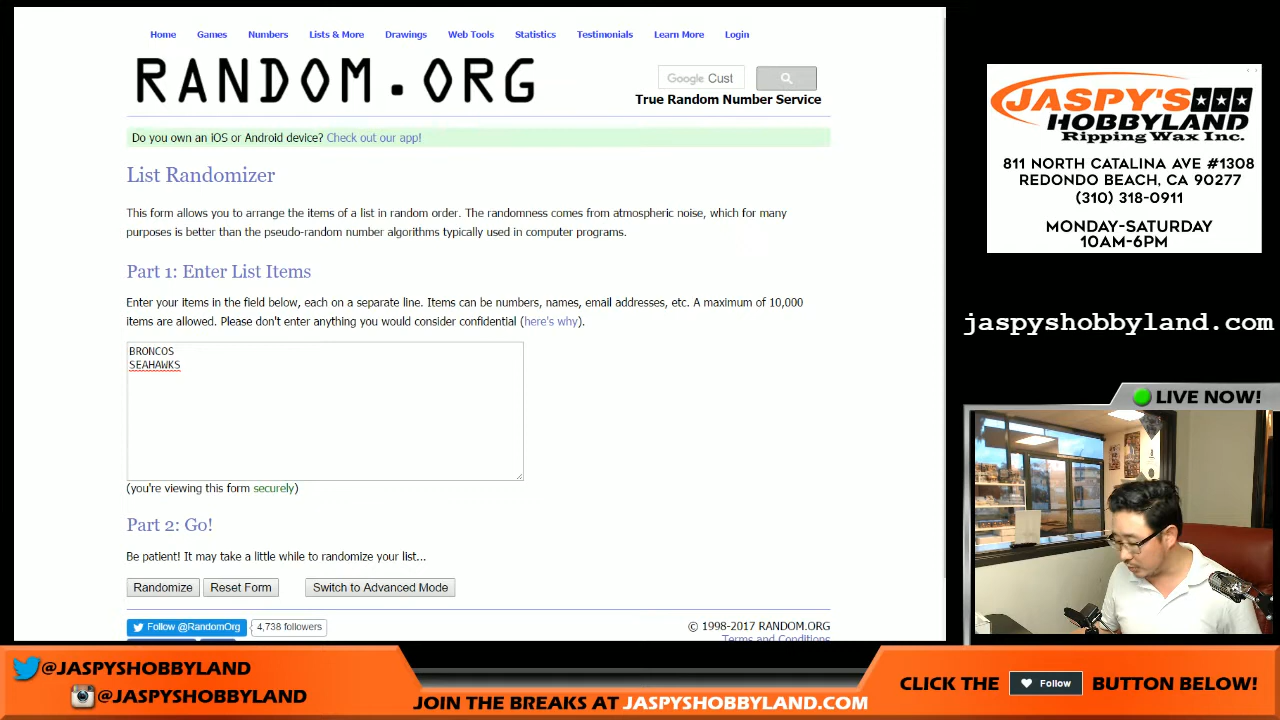 Home Games Numbers Lists & More Drawings Web Tools Statistics Testimonials Learn More Login
RANDOM.ORG
Google Cust
True Random Number Service
Do you own an iOS or Android device? Check out our app!
List Randomizer
This form allows you to arrange the items of a list in random order. The randomness comes from atmospheric noise, which for many
purposes is better than the pseudo-random number algorithms typically used in computer programs.
Part 1: Enter List Items
Enter your items in the field below, each on a separate line. Items can be numbers, names, email addresses, etc. A maximum of 10,000
items are allowed. Please don't enter anything you would consider confidential (here's why).
BRONCOS
SEAHAWKS
(you're viewing this form securely)
Part 2: Go!
Be patient! It may take a little while to randomize your list...
Randomize Reset Form Switch to Advanced Mode
Follow @RandomOrg 4,738 followers
© 1998-2017 RANDOM.ORG
Terms and Conditions
JASPY'S
HOBBYLAND
Ripping Wax Inc.
811 NORTH CATALINA AVE #1308
REDONDO BEACH, CA 90277
(310) 318-0911
MONDAY-SATURDAY
10AM-6PM
jaspyshobbyland.com
LIVE NOW!
@JASPYSHOBBYLAND
@JASPYSHOBBYLAND
JOIN THE BREAKS AT JASPYSHOBBYLAND.COM
CLICK THE Follow BUTTON BELOW!